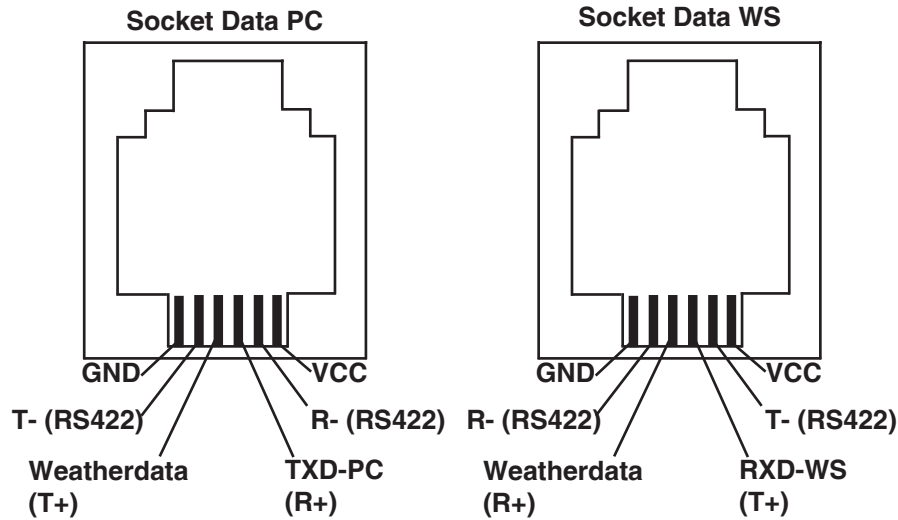 Socket Data PC
GND
VCC
T- (RS422)
R- (RS422)
Weatherdata
(T+)
TXD-PC
(R+)
Socket Data WS
GND
VCC
R- (RS422)
T- (RS422)
Weatherdata
(R+)
RXD-WS
(T+)